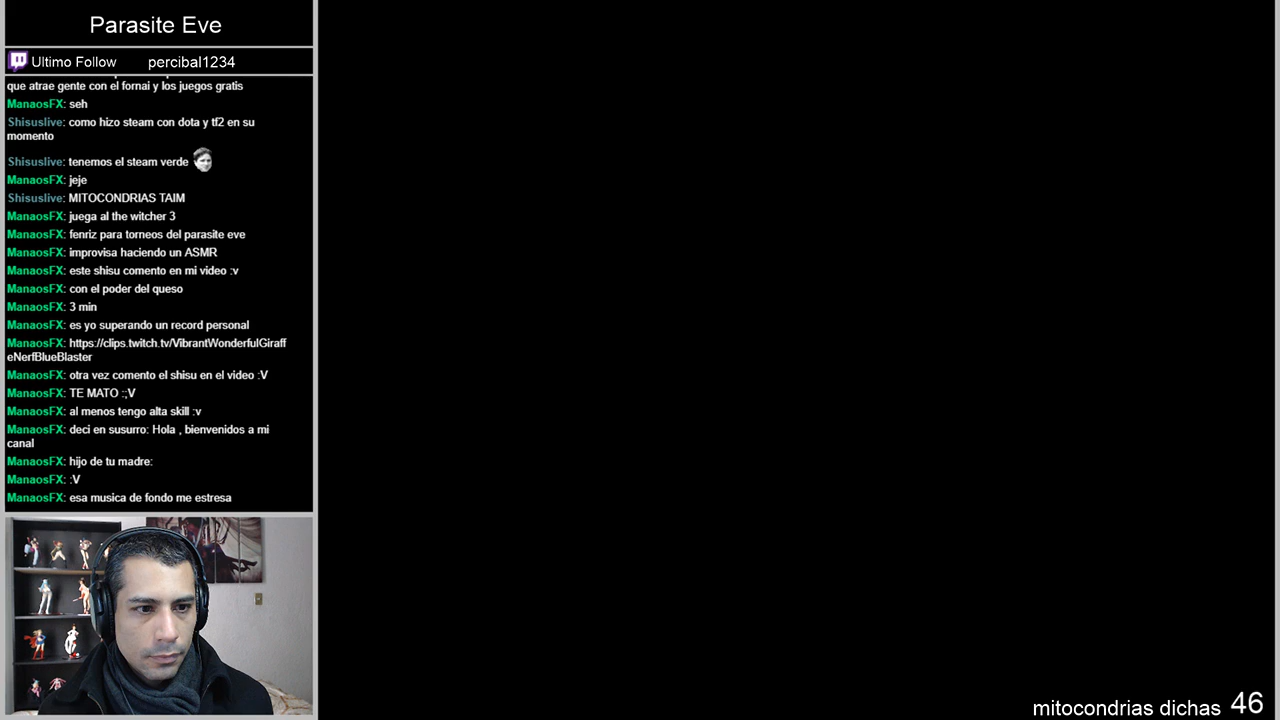 Parasite Eve
Ultimo Follow percibal1234
que atrae gente con el fornai y los juegos gratis
ManaosFX: seh
Shisuslive: como hizo steam con dota y tf2 en su
momento
Shisuslive: tenemos el steam verde
ManaosFX: jeje
Shisuslive: MITOCONDRIAS TAIM
ManaosFX: juega al the witcher 3
ManaosFX: fenriz para torneos del parasite eve
ManaosFX: improvisa haciendo un ASMR
ManaosFX: este shisu comento en mi video :v
ManaosFX: con el poder del queso
ManaosFX: 3 min
ManaosFX: es yo superando un record personal
ManaosFX: https://clips.twitch.tv/VibrantWonderfulGiraff
eNerfBlueBlaster
ManaosFX: otra vez comento el shisu en el video :V
ManaosFX: TE MATO :;V
ManaosFX: al menos tengo alta skill :v
ManaosFX: deci en susurro: Hola , bienvenidos a mi
canal
ManaosFX: hijo de tu madre:
ManaosFX: :V
ManaosFX: esa musica de fondo me estresa
mitocondrias dichas 46